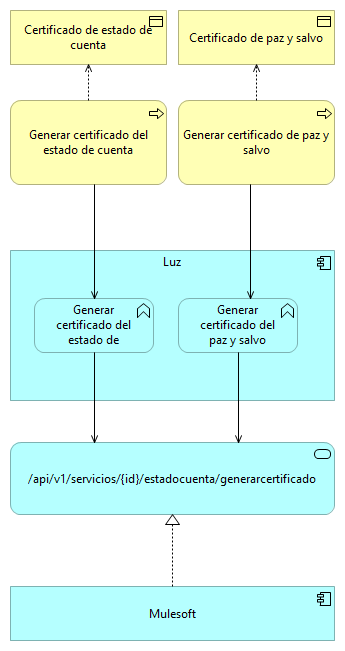 Certificado de estado de
cuenta
Certificado de paz y salvo
Generar certificado del
estado de cuenta
Generar certificado de paz y
salvo
Luz
Generar
certificado del
estado de
Generar
certificado del
paz y salvo
/api/v1/servicios/{id}/estadocuenta/generarcertificado
Mulesoft